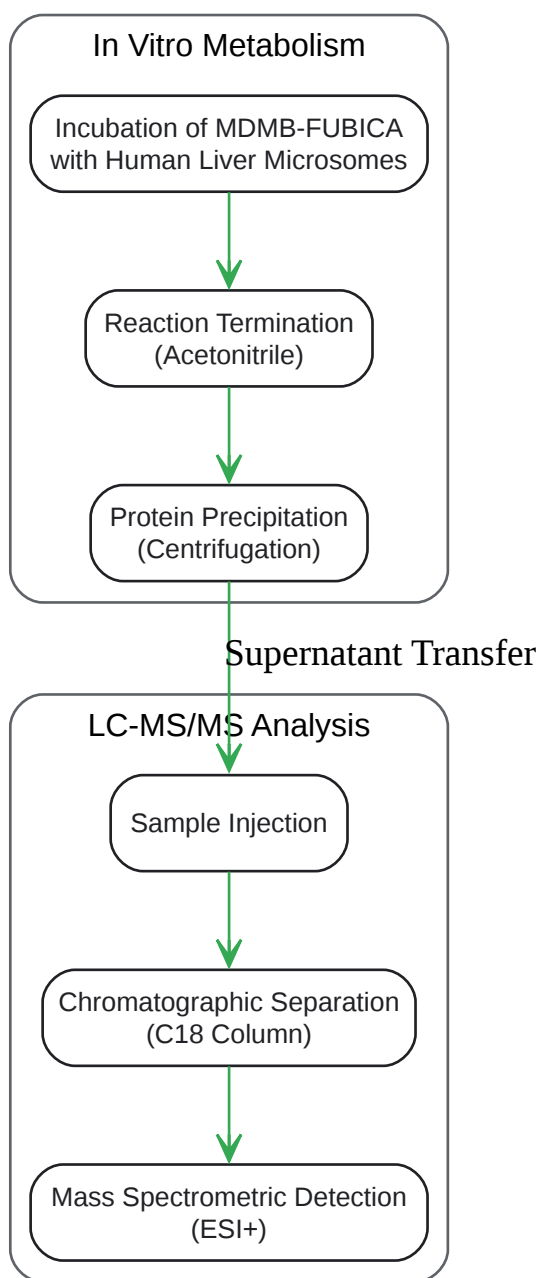 In Vitro Metabolism
Incubation of MDMB-FUBICA
with Human Liver Microsomes
Reaction Termination
(Acetonitrile)
Protein Precipitation
(Centrifugation)
Supernatant Transfer
LC-MS/MS Analysis
Sample Injection
Chromatographic Separation
(C18 Column)
Mass Spectrometric Detection
(ESI+)